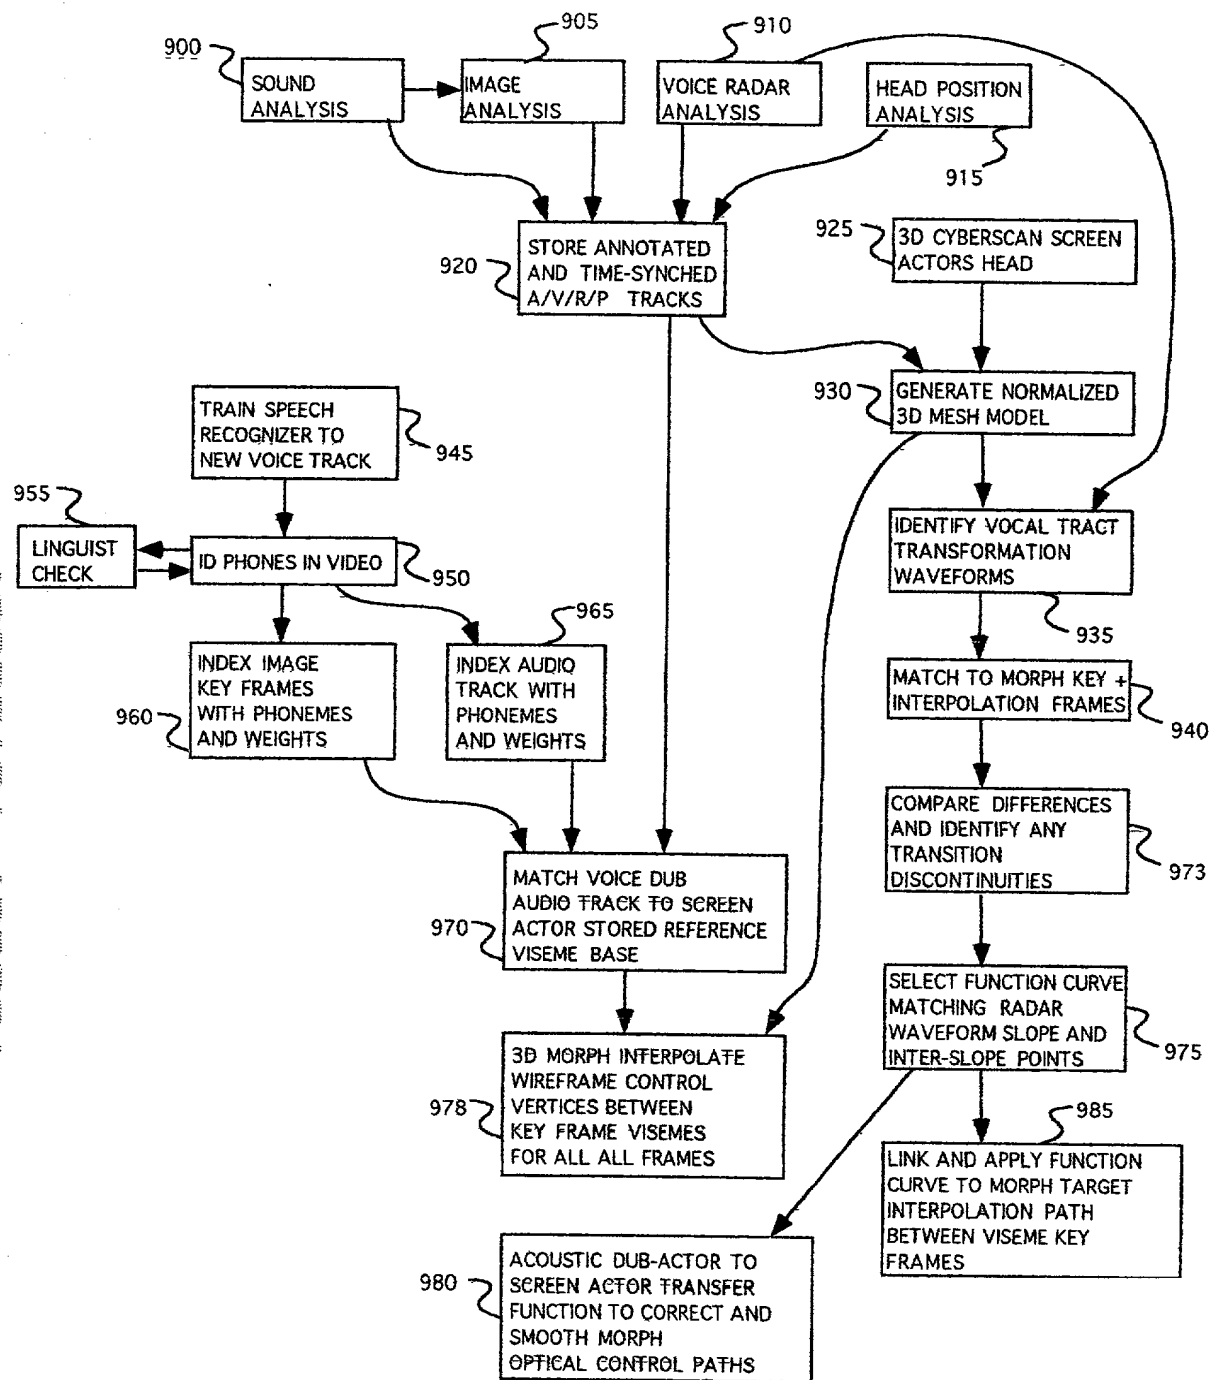 900
SOUND
ANALYSIS
905
IMAGE
ANALYSIS
910
VOICE RADAR
ANALYSIS
HEAD POSITION
ANALYSIS
915
920
STORE ANNOTATED
AND TIME-SYNCHED
A/V/R/P TRACKS
925
3D CYBERSCAN SCREEN
ACTORS HEAD
930
GENERATE NORMALIZED
3D MESH MODEL
TRAIN SPEECH
RECOGNIZER TO
NEW VOICE TRACK
945
955
LINGUIST
CHECK
ID PHONES IN VIDEO
950
IDENTIFY VOCAL TRACT
TRANSFORMATION
WAVEFORMS
935
960
INDEX IMAGE
KEY FRAMES
WITH PHONEMES
AND WEIGHTS
965
INDEX AUDIO
TRACK WITH
PHONEMES
AND WEIGHTS
MATCH TO MORPH KEY +
INTERPOLATION FRAMES
940
COMPARE DIFFERENCES
AND IDENTIFY ANY
TRANSITION
DISCONTINUITIES
973
970
MATCH VOICE DUB
AUDIO TRACK TO SCREEN
ACTOR STORED REFERENCE
VISEME BASE
SELECT FUNCTION CURVE
MATCHING RADAR
WAVEFORM SLOPE AND
INTER-SLOPE POINTS
975
978
3D MORPH INTERPOLATE
WIREFRAME CONTROL
VERTICES BETWEEN
KEY FRAME VISEMES
FOR ALL ALL FRAMES
985
LINK AND APPLY FUNCTION
CURVE TO MORPH TARGET
INTERPOLATION PATH
BETWEEN VISEME KEY
FRAMES
980
ACOUSTIC DUB-ACTOR TO
SCREEN ACTOR TRANSFER
FUNCTION TO CORRECT AND
SMOOTH MORPH
OPTICAL CONTROL PATHS